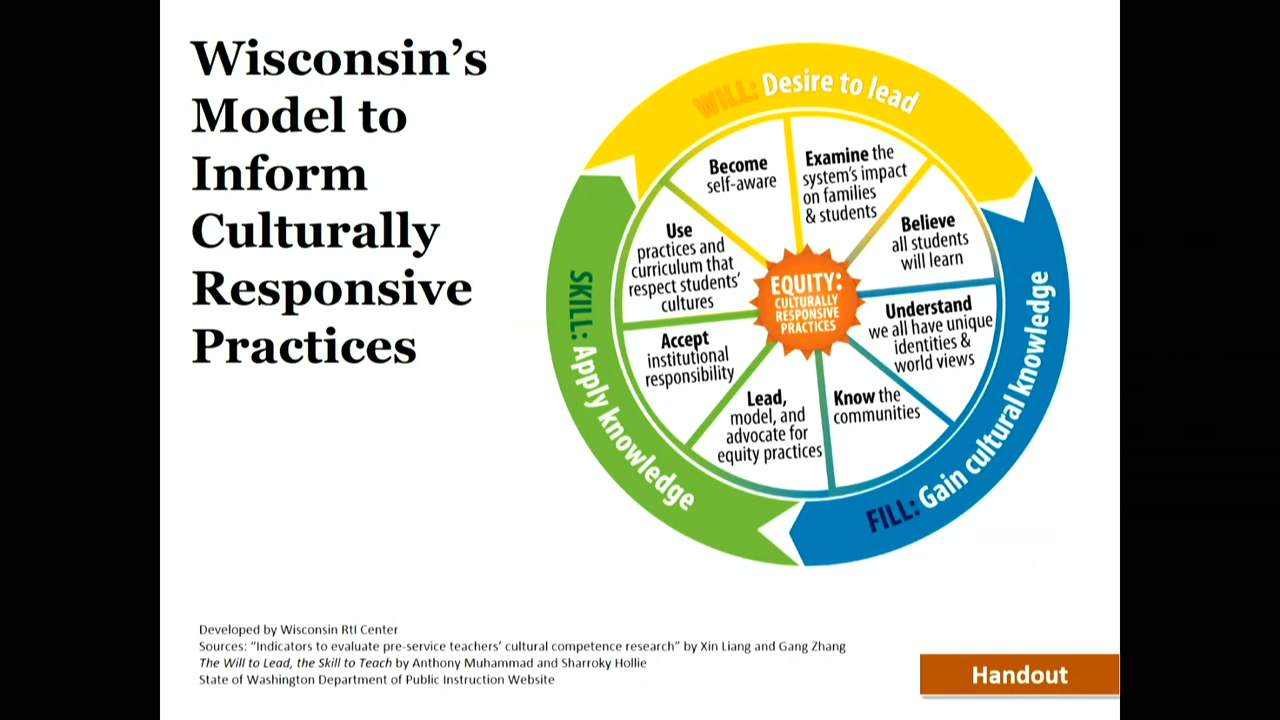 Wisconsin's
Model to
Inform
Culturally
Responsive
Practices
WILL: Desire to lead
Become
self-aware
Examine the
system's impact
on families
& students
Believe
all students
will learn
Understand
we all have unique
identities &
world views
Know the
communities
Lead,
model, and
advocate for
equity practices
Accept
institutional
responsibility
Use
practices and
curriculum that
respect students'
cultures
EQUITY:
CULTURALLY
RESPONSIVE
PRACTICES
FILL: Gain cultural knowledge
SKILL: Apply knowledge
Developed by Wisconsin RtI Center
Sources: "Indicators to evaluate pre-service teachers' cultural competence research" by Xin Liang and Gang Zhang
The Will to Lead, the Skill to Teach by Anthony Muhammad and Sharroky Hollie
State of Washington Department of Public Instruction Website
Handout